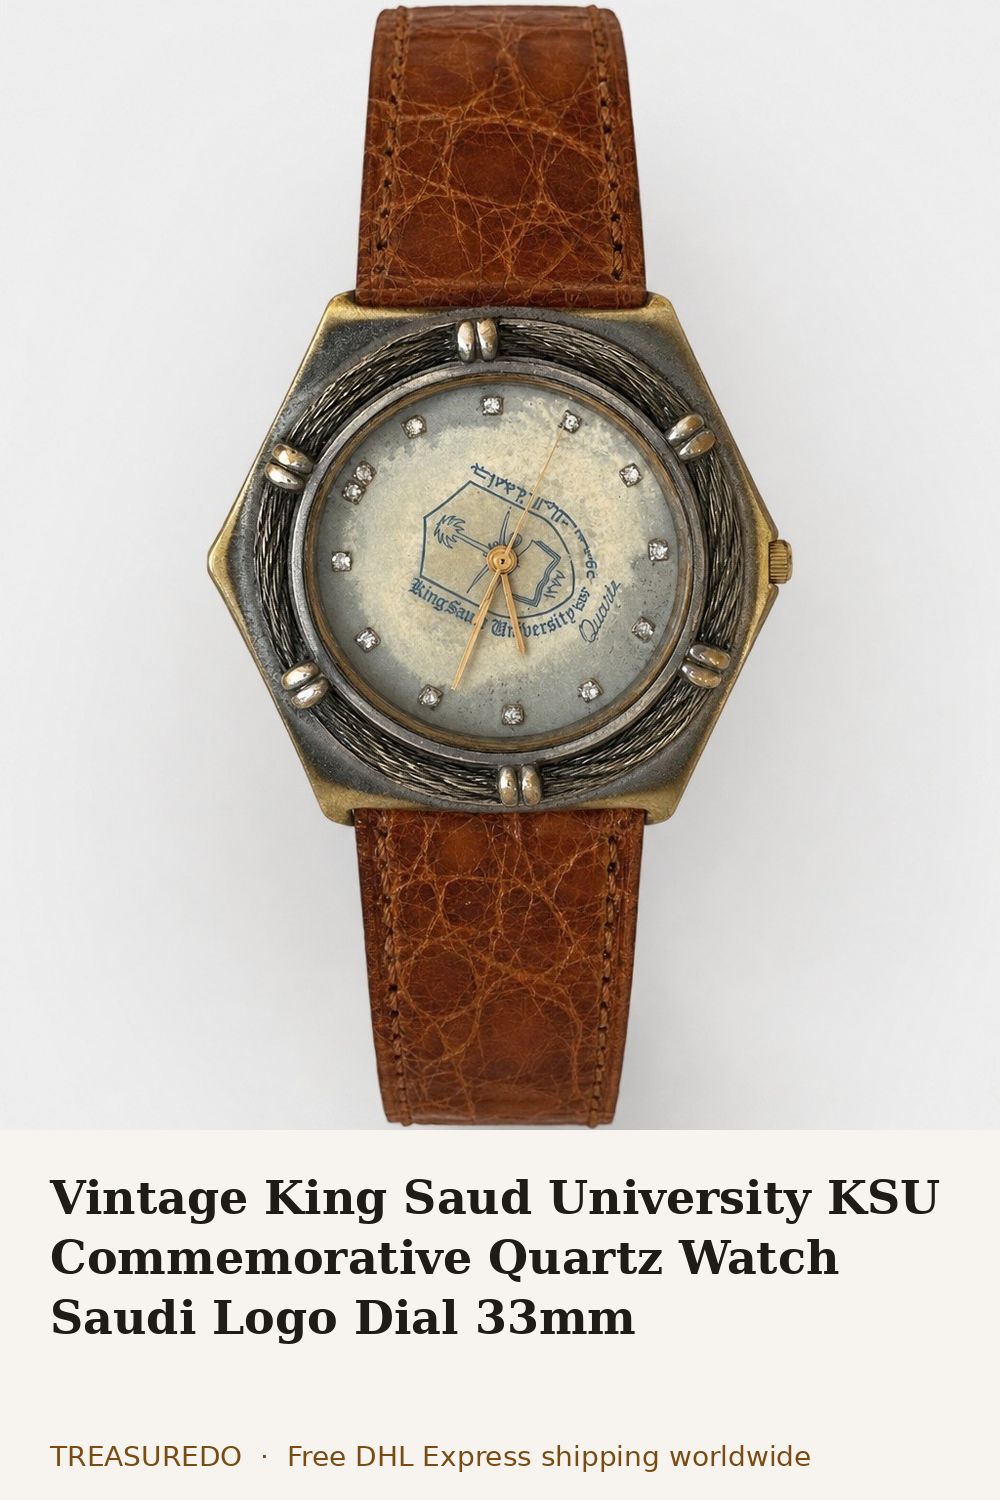 King Saud University
Quartz
Vintage King Saud University KSU
Commemorative Quartz Watch
Saudi Logo Dial 33mm
TREASUREDO · Free DHL Express shipping worldwide